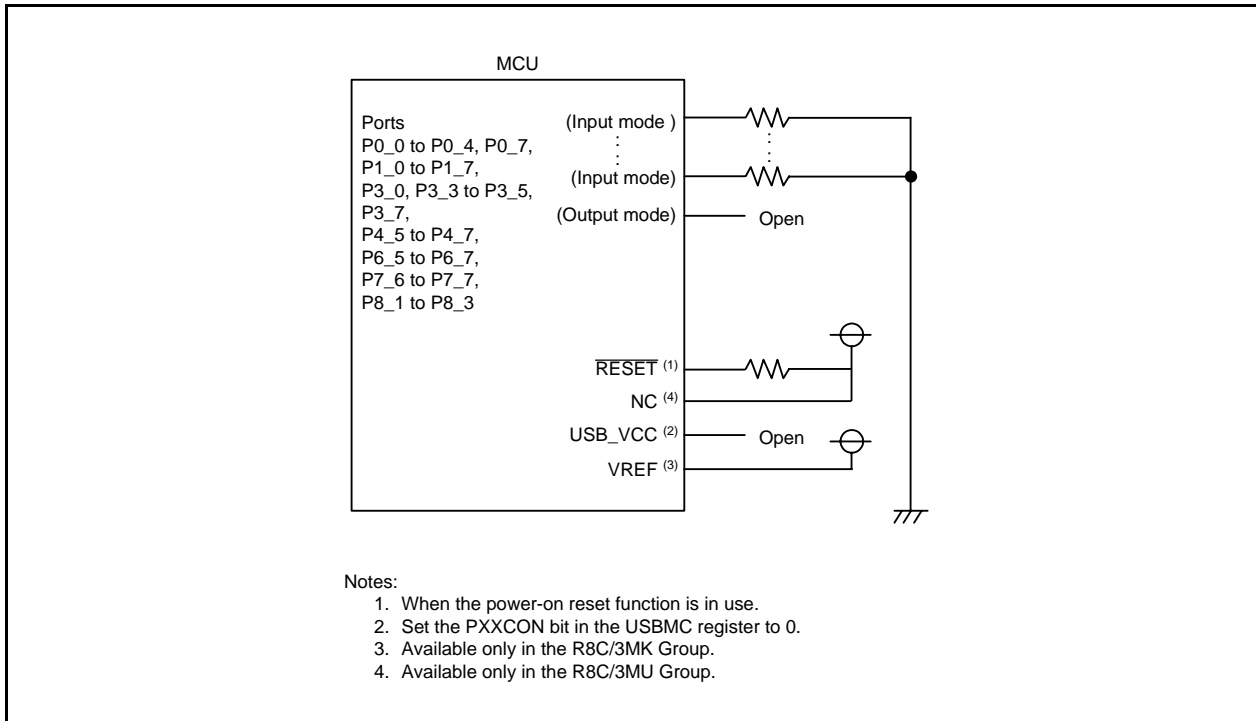 MCU
Ports
P0_0 to P0_4, P0_7,
P1_0 to P1_7,
P3_0, P3_3 to P3_5,
P3_7,
P4_5 to P4_7,
P6_5 to P6_7,
P7_6 to P7_7,
P8_1 to P8_3
(Input mode )
(Input mode)
(Output mode)
Open
RESET (1)
NC (4)
USB_VCC (2)
Open
VREF (3)
Notes:
1. When the power-on reset function is in use.
2. Set the PXXCON bit in the USBMC register to 0.
3. Available only in the R8C/3MK Group.
4. Available only in the R8C/3MU Group.